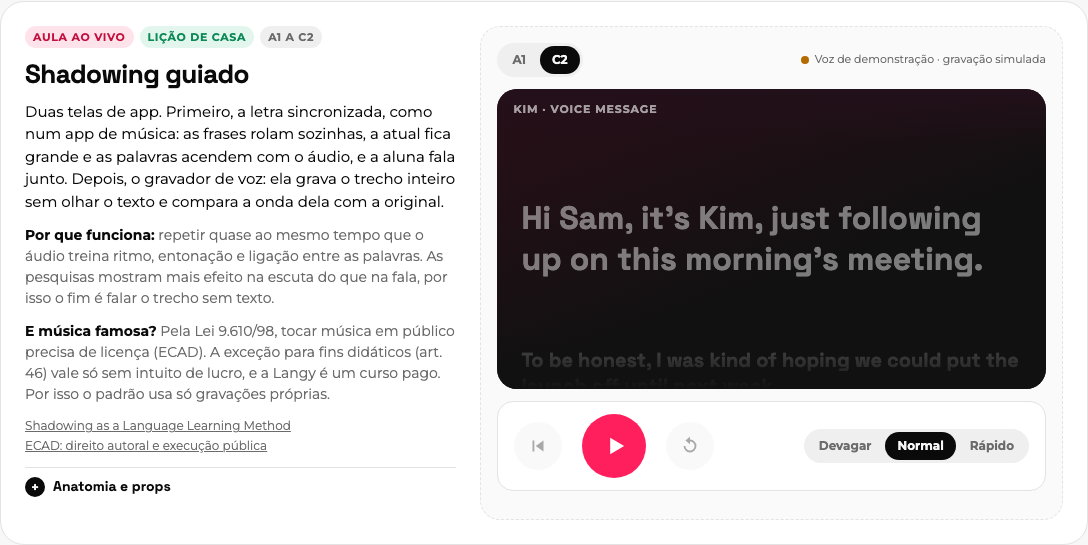 AULA AO VIVO LIÇÃO DE CASA A1 A C2
Shadowing guiado
Duas telas de app. Primeiro, a letra sincronizada, como
num app de música: as frases rolam sozinhas, a atual fica
grande e as palavras acendem com o áudio, e a aluna fala
junto. Depois, o gravador de voz: ela grava o trecho inteiro
sem olhar o texto e compara a onda dela com a original.
Por que funciona: repetir quase ao mesmo tempo que o
áudio treina ritmo, entonação e ligação entre as palavras. As
pesquisas mostram mais efeito na escuta do que na fala, por
isso o fim é falar o trecho sem texto.
E música famosa? Pela Lei 9.610/98, tocar música em público
precisa de licença (ECAD). A exceção para fins didáticos (art.
46) vale só sem intuito de lucro, e a Langy é um curso pago.
Por isso o padrão usa só gravações próprias.
Shadowing as a Language Learning Method
ECAD: direito autoral e execução pública
Anatomia e props
A1 C2
Voz de demonstração · gravação simulada
KIM · VOICE MESSAGE
Hi Sam, it's Kim, just following
up on this morning's meeting.
To be honest, I was kind of hoping we could put the
Devagar Normal Rápido